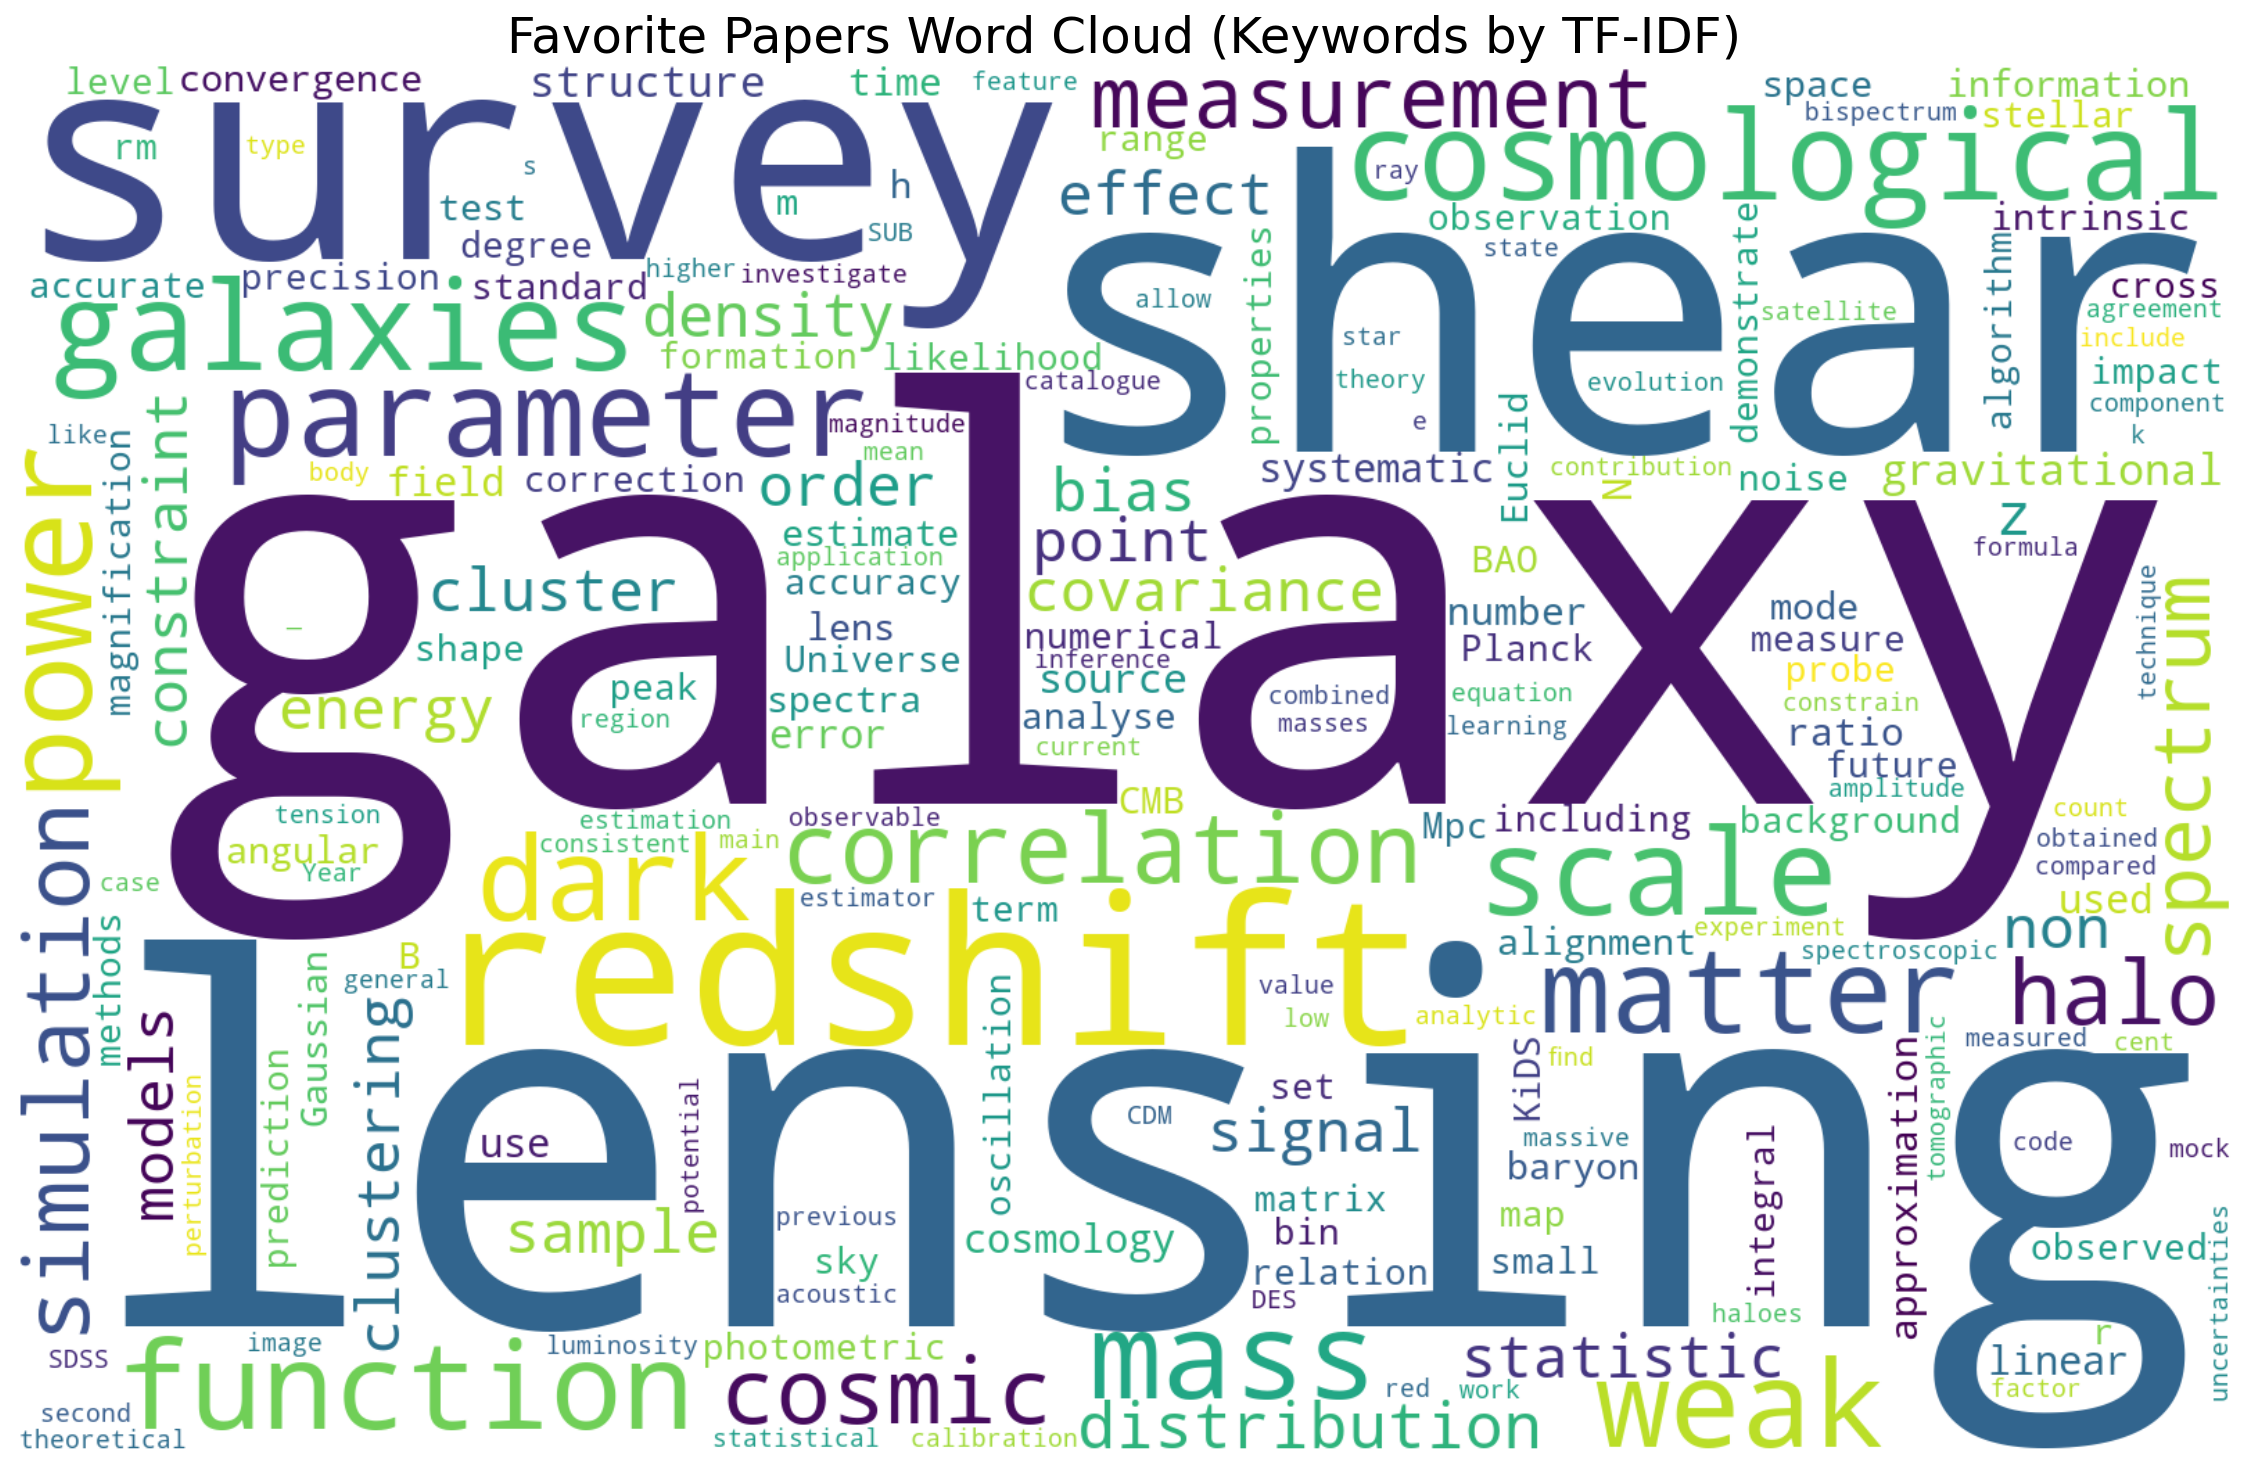 Favorite Papers Word Cloud (Keywords by TF-IDF)
level
convergence
structure
time
feature
measurement
space
information
bispectrum
stellar
survey
rm
type
s
test
degree
m
h
SUB
range
effect
cosmological
ray
observation
state
intrinsic
accurate
precision
standard
higher
investigate
shear
allow
properties
star
theory
evolution
demonstrate
satellite
algorithm
cross
agreement
include
galaxies
density
formation
likelihood
catalogue
impact
component
k
e
parameter
magnitude
mean
like
magnification
constraint
body
field
correction
order
bias
systematic
Euclid
contribution
N
noise
gravitational
power
galaxy
estimate
application
accuracy
point
covariance
BAO
z
formula
cluster
shape
lens
Universe
numerical
inference
number
Planck
mode
measure
probe
constrain
technique
spectrum
energy
peak
region
spectra
error
source
analyse
current
combined
masses
equation
learning
ratio
future
amplitude
tension
angular
Year
estimation
consistent
main
observable
CMB
correlation
Mpc
including
background
count
obtained
compared
used
_
simulation
case
methods
dark
estimator
term
scale
experiment
alignment
spectroscopic
non
redshift
B
general
value
low
analytic
matter
halo
models
perturbation
prediction
Gaussian
clustering
lensing
use
potential
oscillation
CDM
set
signal
KiDS
find
massive
baryon
integral
approximation
tomographic
measured
cent
code
mock
sample
previous
sky
acoustic
cosmology
matrix
bin
relation
DES
map
small
haloes
observed
uncertainties
SDSS
image
luminosity
photometric
function
cosmic
mass
red
work
statistic
weak
r
linear
factor
second
theoretical
statistical
calibration
distribution